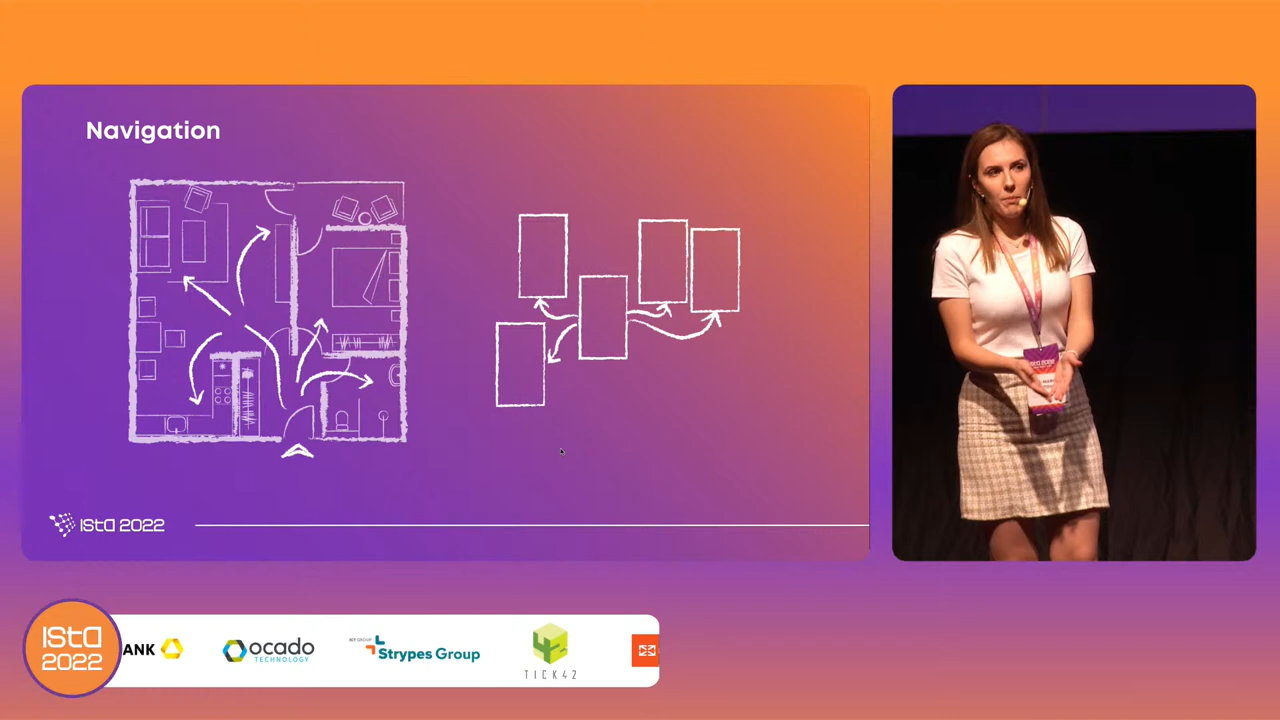 Navigation
ISTA 2022
ISTA
2022
ANK
ocado
TECHNOLOGY
Strypes Group
TICK42